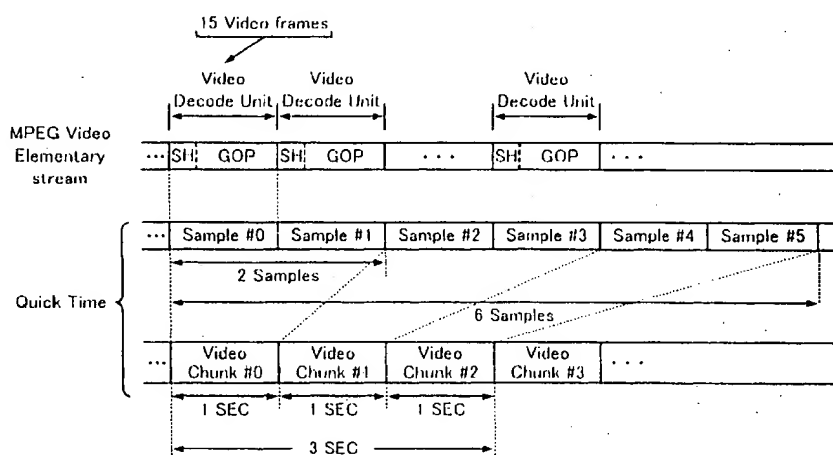 15 Video frames
Video
Decode Unit
Video
Decode Unit
Video
Decode Unit
MPEG Video
Elementary
stream
... SH GOP SH GOP ... SH GOP ...
... Sample #0 Sample #1 Sample #2 Sample #3 Sample #4 Sample #5
2 Samples
Quick Time
6 Samples
... Video
Chunk #0
Video
Chunk #1
Video
Chunk #2
Video
Chunk #3
...
1 SEC 1 SEC 1 SEC
3 SEC